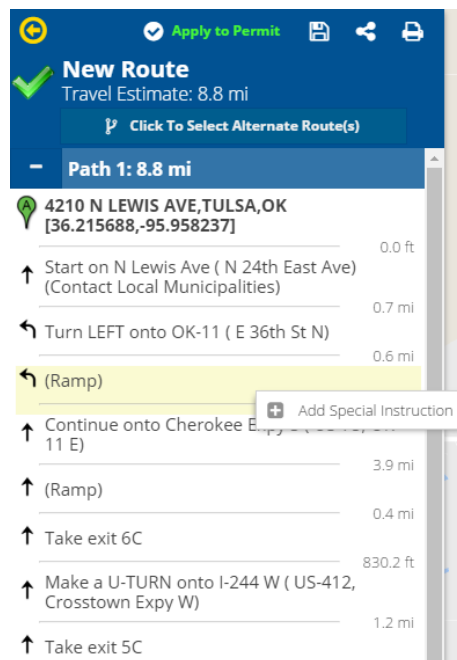 Apply to Permit
New Route
Travel Estimate: 8.8 mi
Click To Select Alternate Route(s)
– Path 1: 8.8 mi
A
4210 N LEWIS AVE,TULSA,OK
[36.215688,-95.958237]
0.0 ft
Start on N Lewis Ave ( N 24th East Ave)
(Contact Local Municipalities)
0.7 mi
Turn LEFT onto OK-11 ( E 36th St N)
0.6 mi
(Ramp)
Add Special Instruction
Continue onto Cherokee
11 E)
3.9 mi
(Ramp)
0.4 mi
Take exit 6C
830.2 ft
Make a U-TURN onto I-244 W ( US-412,
Crosstown Expy W)
1.2 mi
Take exit 5C